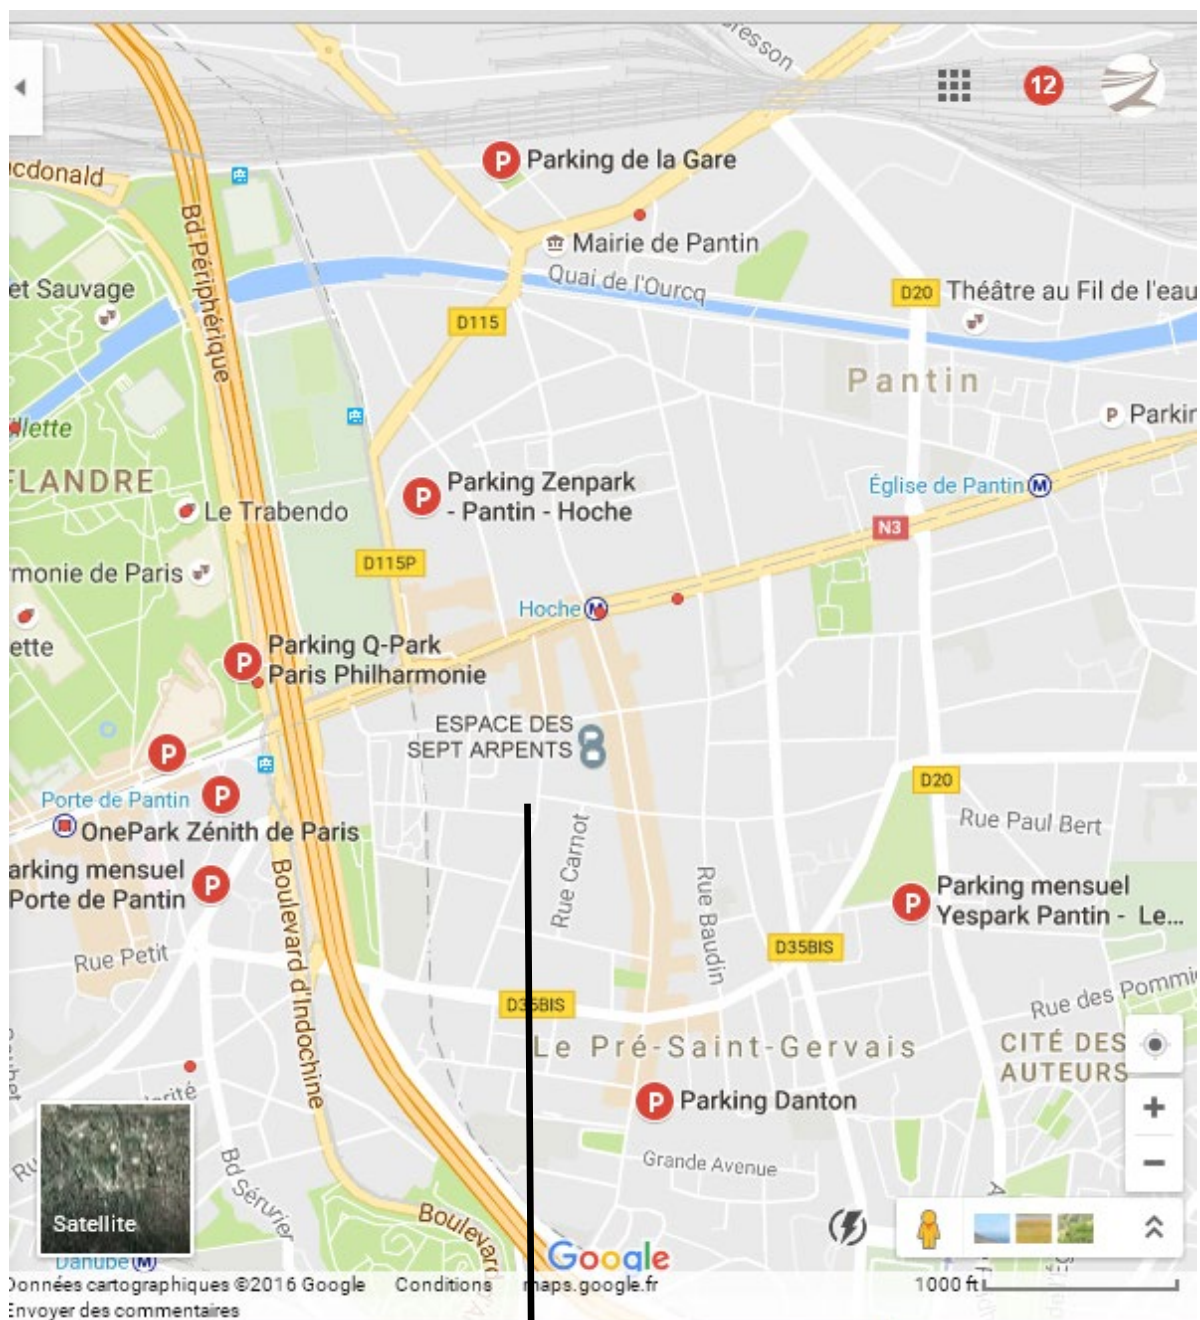 resson
12
Parking de la Gare
cdonald
Bd Périphérique
Mairie de Pantin
Quai de l'Ourcq
et Sauvage
D20
Théâtre au Fil de l'eau
D115
Pantin
Parkin
llette
FLANDRE
Parking Zenpark
- Pantin - Hoche
Église de Pantin
Le Trabendo
N3
D115P
rmonie de Paris
Hoche
ette
Parking Q-Park
Paris Philharmonie
ESPACE DES
SEPT ARPENTS
D20
Porte de Pantin
OnePark Zénith de Paris
Rue Paul Bert
Rue Carnot
arking mensuel
Porte de Pantin
Boulevard d'Indochine
Rue Baudin
Parking mensuel
Yespark Pantin - Le...
Rue Petit
D35BIS
D35BIS
Rue des Pommi
Le Pré-Saint-Gervais
CITÉ DES
AUTEURS
Parking Danton
Grande Avenue
Bd Sérurier
Satellite
Boulevard
Danube
Google
Données cartographiques ©2016 Google
Conditions
maps.google.fr
1000 ft
Envoyer des commentaires